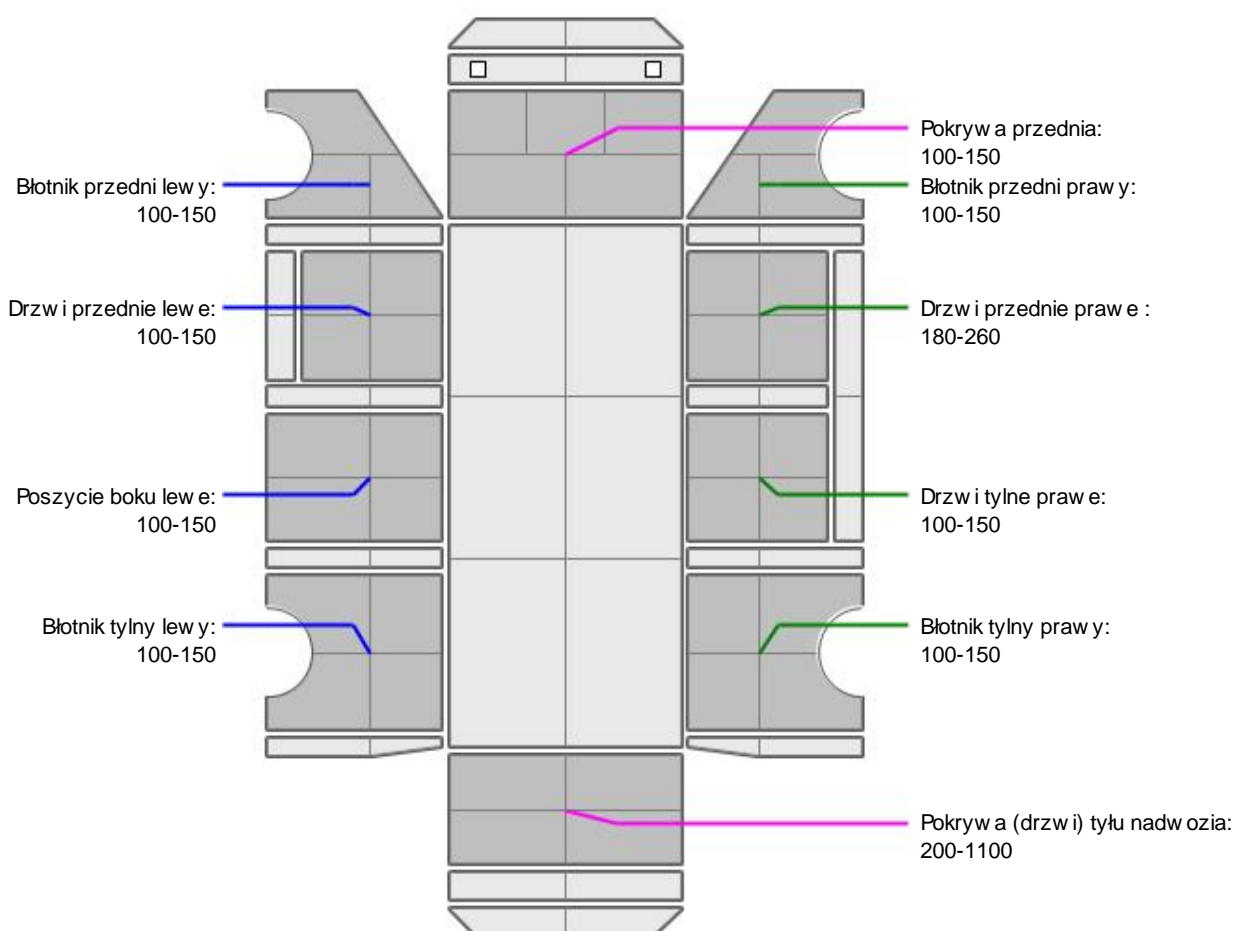 Pokrywa przednia:
100-150
Błotnik przedni lewy:
100-150
Błotnik przedni prawy:
100-150
Drzwi przednie lewe:
100-150
Drzwi przednie prawe :
180-260
Poszycie boku lewe:
100-150
Drzwi tylne prawe:
100-150
Błotnik tylny lewy:
100-150
Błotnik tylny prawy:
100-150
Pokrywa (drzwi) tyłu nadwozia:
200-1100